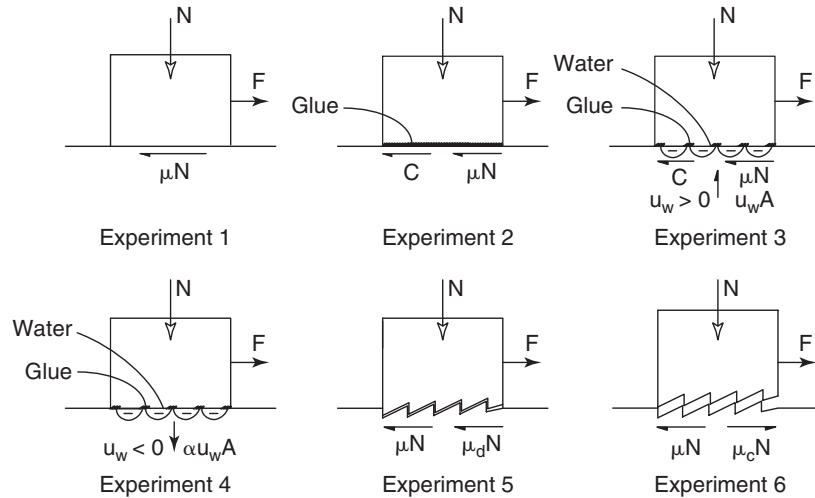 N
F
μN
Experiment 1
N
F
Glue
C
μN
Experiment 2
N
F
Water
Glue
C
μN
u_w > 0
u_wA
Experiment 3
N
F
Water
Glue
u_w < 0
αu_wA
Experiment 4
N
F
μN
μ_dN
Experiment 5
N
F
μN
μ_cN
Experiment 6